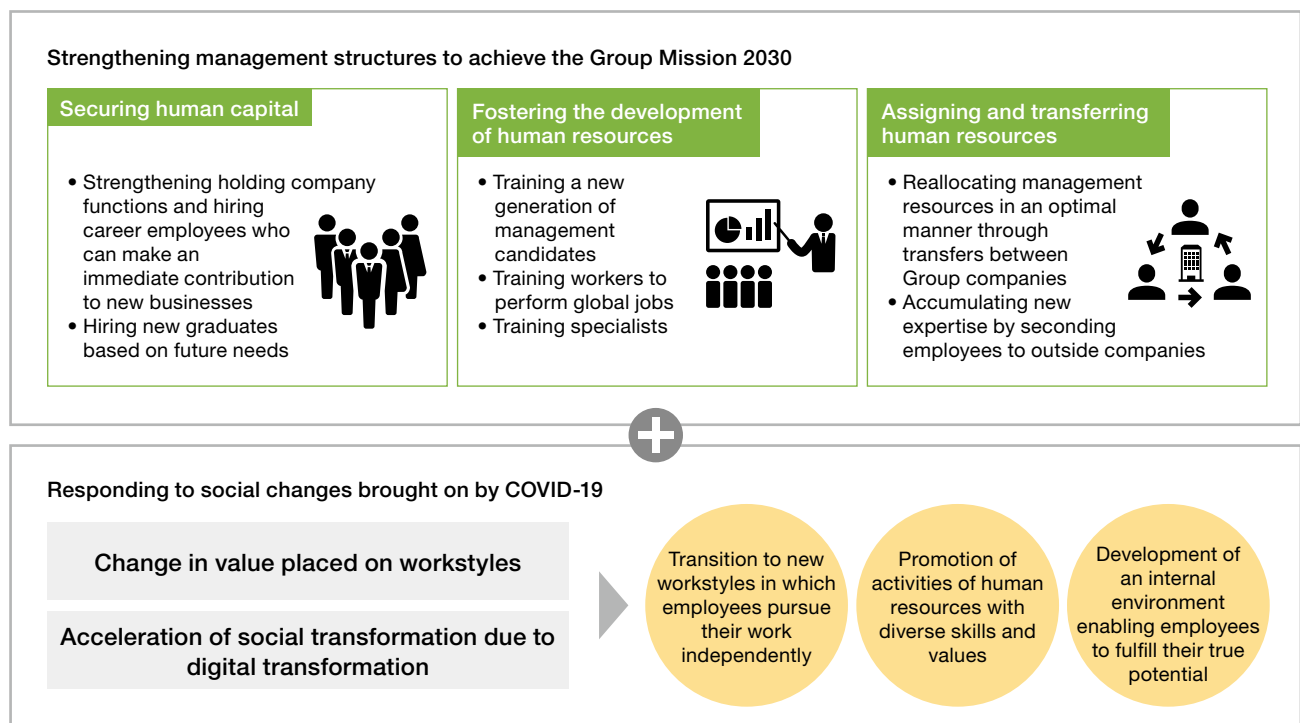 Strengthening management structures to achieve the Group Mission 2030
Securing human capital
• Strengthening holding company
functions and hiring
career employees who
can make an
immediate contribution
to new businesses
• Hiring new graduates
based on future needs
Fostering the development
of human resources
• Training a new
generation of
management
candidates
• Training workers to
perform global jobs
• Training specialists
Assigning and transferring
human resources
• Reallocating management
resources in an optimal
manner through
transfers between
Group companies
• Accumulating new
expertise by seconding
employees to outside companies
Responding to social changes brought on by COVID-19
Change in value placed on workstyles
Acceleration of social transformation due to
digital transformation
Transition to new
workstyles in which
employees pursue
their work
independently
Promotion of
activities of human
resources with
diverse skills and
values
Development of
an internal
environment
enabling employees
to fulfill their true
potential